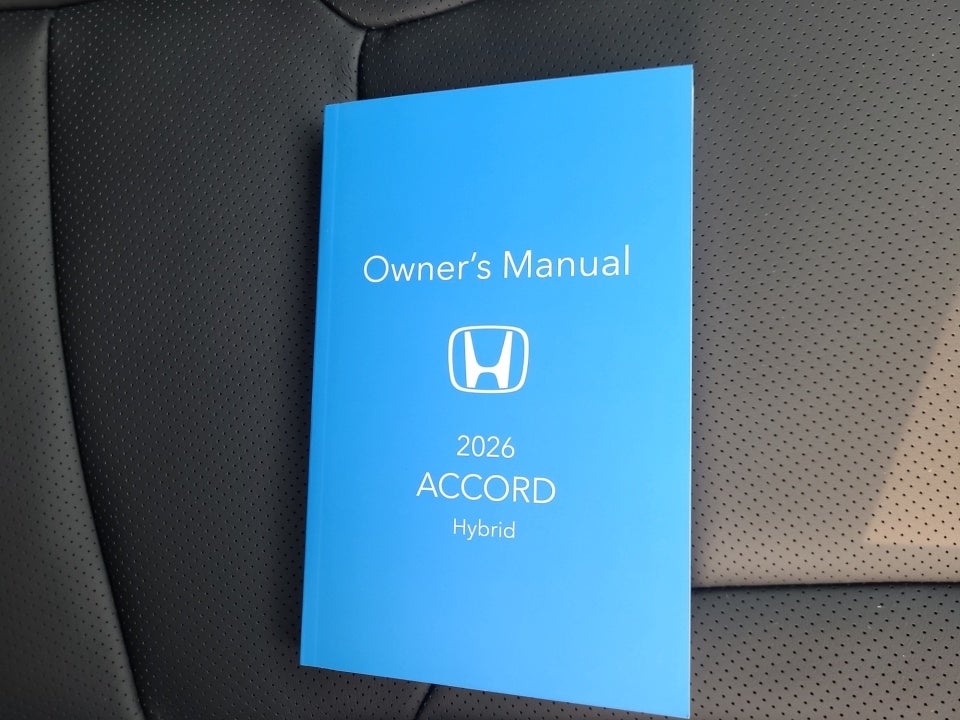 Owner's Manual
2026
ACCORD
Hybrid